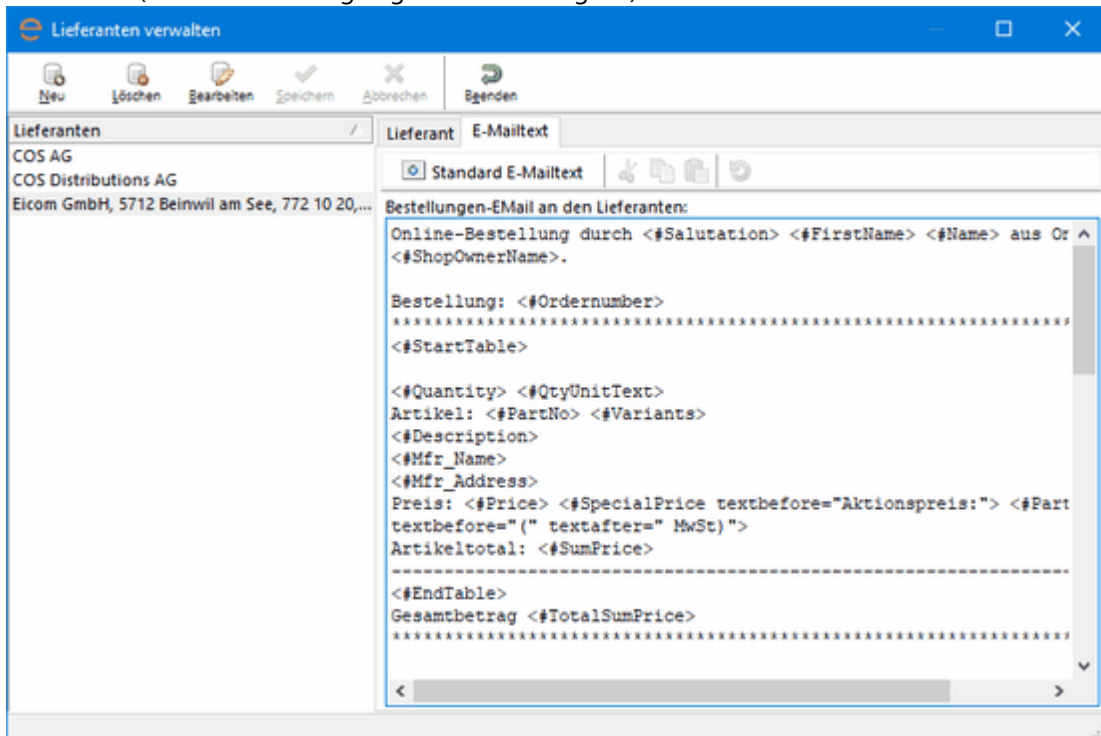 Lieferanten verwalten
Neu Löschen Bearbeiten Speichern Abbrechen Beenden
Lieferanten
COS AG
COS Distributions AG
Eicom GmbH, 5712 Beinwil am See, 772 10 20,...
Lieferant E-Mailtext
Standard E-Mailtext
Bestellungen-EMail an den Lieferanten:
Online-Bestellung durch <#Salutation> <#FirstName> <#Name> aus Or
<#ShopOwnerName>.
Bestellung: <#Ordernumber>
*****************************************************************
<#StartTable>
<#Quantity> <#QtyUnitText>
Artikel: <#PartNo> <#Variants>
<#Description>
<#Mfr_Name>
<#Mfr_Address>
Preis: <#Price> <#SpecialPrice textbefore="Aktionspreis:"> <#Part
textbefore="(" textafter=" MwSt)">
Artikeltotal: <#SumPrice>
-----------------------------------------------------------------
<#EndTable>
Gesamtbetrag <#TotalSumPrice>
*****************************************************************